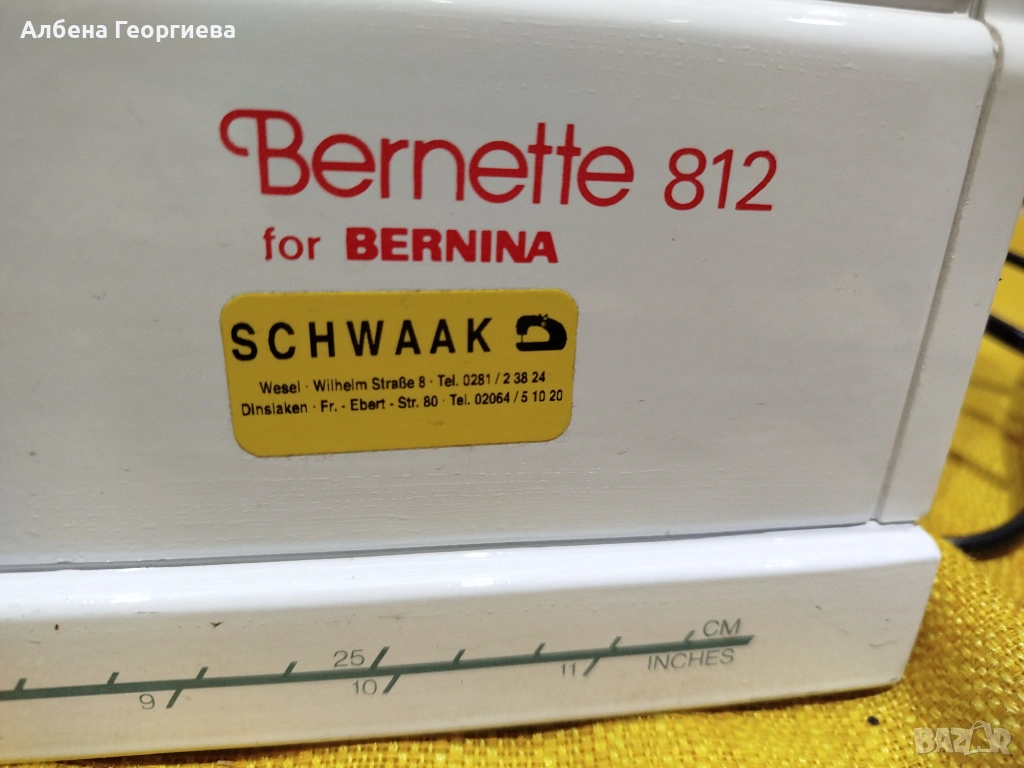 Албена Георгиева
Bernette 812
for BERNINA
SCHWAAK
Wesel · Wilhelm Straße 8 · Tel. 0281 / 2 38 24
Dinslaken · Fr. - Ebert - Str. 80 · Tel. 02064 / 5 10 20
25 CM
9 10 11 INCHES
BAZAR